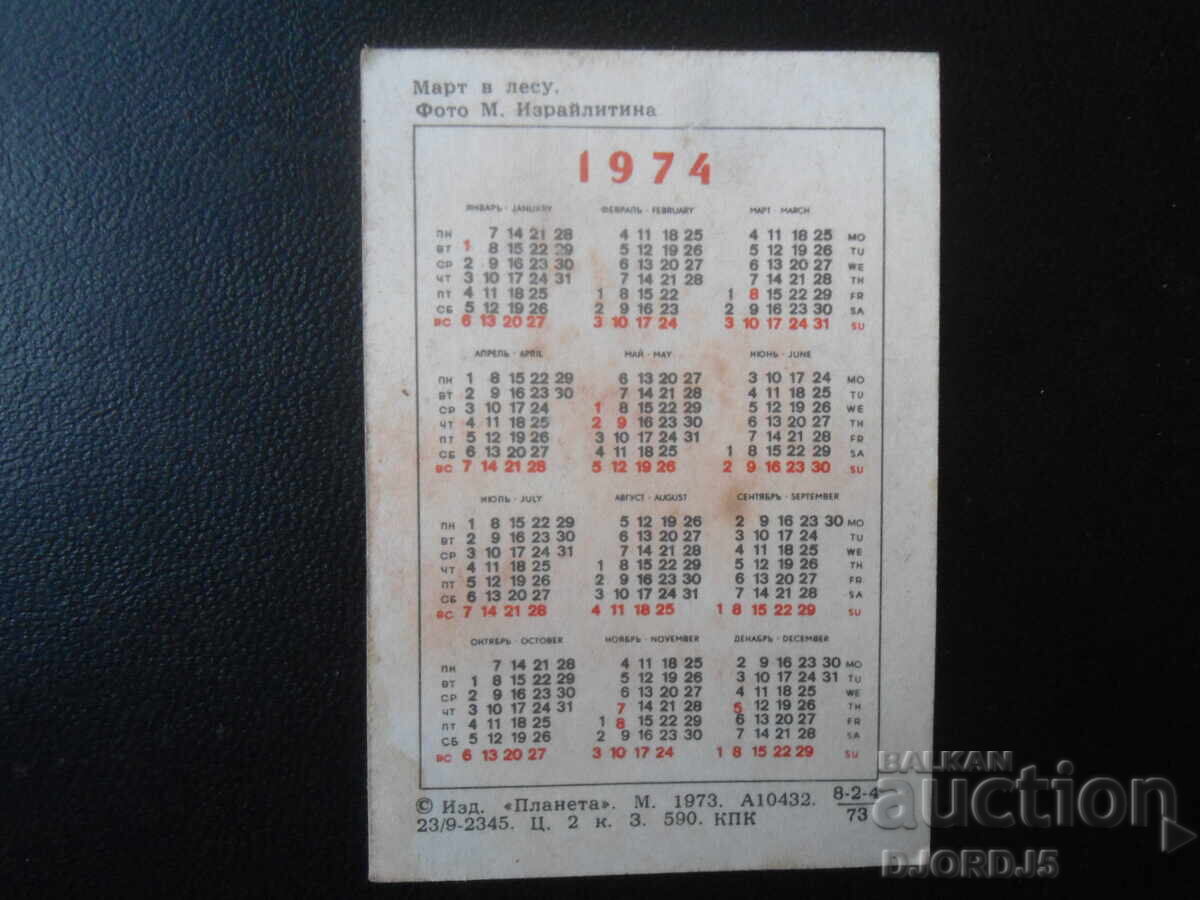 Март в лесу.
Фото М. Израйлитина
1974
ЯНВАРЬ · JANUARY ФЕВРАЛЬ · FEBRUARY МАРТ · MARCH
ПН 7 14 21 28 4 11 18 25 4 11 18 25 MO
ВТ 1 8 15 22 29 5 12 19 26 5 12 19 26 TU
СР 2 9 16 23 30 6 13 20 27 6 13 20 27 WE
ЧТ 3 10 17 24 31 7 14 21 28 7 14 21 28 TH
ПТ 4 11 18 25 1 8 15 22 1 8 15 22 29 FR
СБ 5 12 19 26 2 9 16 23 2 9 16 23 30 SA
ВС 6 13 20 27 3 10 17 24 3 10 17 24 31 SU
АПРЕЛЬ · APRIL МАЙ · MAY ИЮНЬ · JUNE
ПН 1 8 15 22 29 6 13 20 27 3 10 17 24 MO
ВТ 2 9 16 23 30 7 14 21 28 4 11 18 25 TU
СР 3 10 17 24 1 8 15 22 29 5 12 19 26 WE
ЧТ 4 11 18 25 2 9 16 23 30 6 13 20 27 TH
ПТ 5 12 19 26 3 10 17 24 31 7 14 21 28 FR
СБ 6 13 20 27 4 11 18 25 1 8 15 22 29 SA
ВС 7 14 21 28 5 12 19 26 2 9 16 23 30 SU
ИЮЛЬ · JULY АВГУСТ · AUGUST СЕНТЯБРЬ · SEPTEMBER
ПН 1 8 15 22 29 5 12 19 26 2 9 16 23 30 MO
ВТ 2 9 16 23 30 6 13 20 27 3 10 17 24 TU
СР 3 10 17 24 31 7 14 21 28 4 11 18 25 WE
ЧТ 4 11 18 25 1 8 15 22 29 5 12 19 26 TH
ПТ 5 12 19 26 2 9 16 23 30 6 13 20 27 FR
СБ 6 13 20 27 3 10 17 24 31 7 14 21 28 SA
ВС 7 14 21 28 4 11 18 25 1 8 15 22 29 SU
ОКТЯБРЬ · OCTOBER НОЯБРЬ · NOVEMBER ДЕКАБРЬ · DECEMBER
ПН 7 14 21 28 4 11 18 25 2 9 16 23 30 MO
ВТ 1 8 15 22 29 5 12 19 26 3 10 17 24 31 TU
СР 2 9 16 23 30 6 13 20 27 4 11 18 25 WE
ЧТ 3 10 17 24 31 7 14 21 28 5 12 19 26 TH
ПТ 4 11 18 25 1 8 15 22 29 6 13 20 27 FR
СБ 5 12 19 26 2 9 16 23 30 7 14 21 28 SA
ВС 6 13 20 27 3 10 17 24 1 8 15 22 29 SU
© Изд. «Планета». М. 1973. А10432. 8-2-4
23/9-2345. Ц. 2 к. З. 590. КПК 73
BALKAN
auction
DJORDJ5